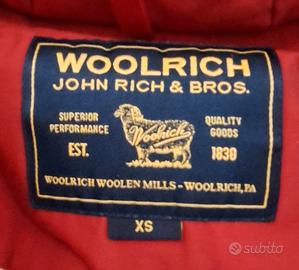 WOOLRICH
JOHN RICH & BROS.
SUPERIOR PERFORMANCE
QUALITY GOODS
Woolrich
EST.
1830
WOOLRICH WOOLEN MILLS - WOOLRICH, PA
XS
subito